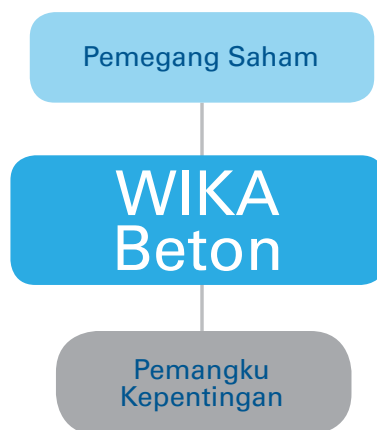 Pemegang Saham
WIKA
Beton
Pemangku
Kepentingan